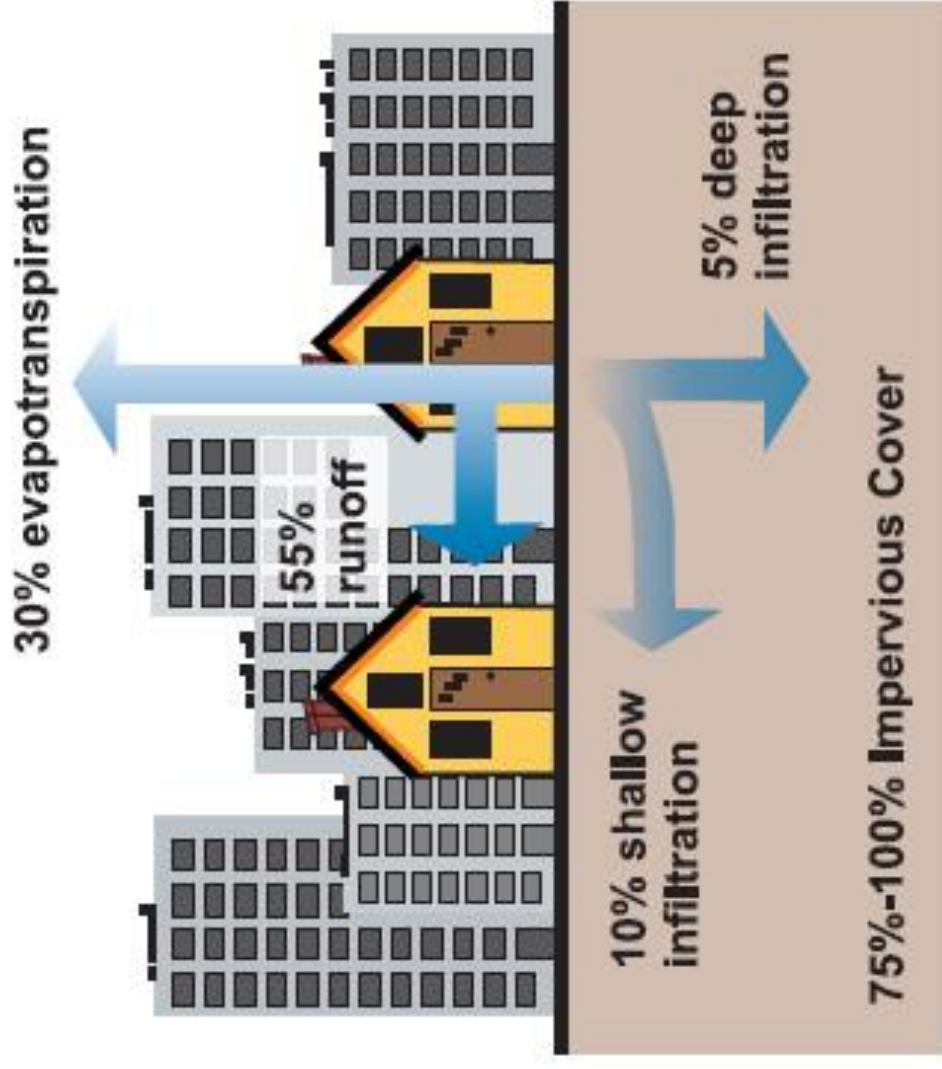 30% evapotranspiration
55%
runoff
10% shallow
infiltration
5% deep
infiltration
75%-100% Impervious Cover